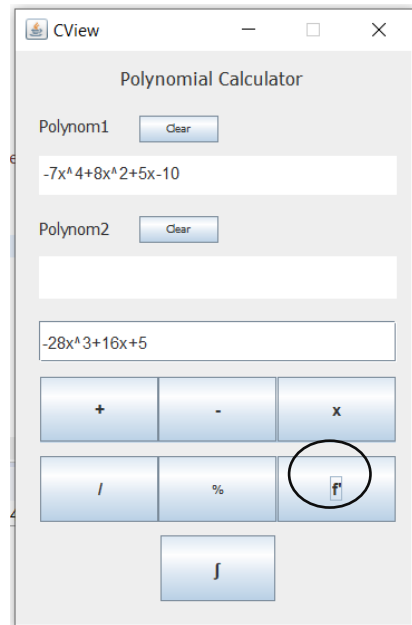 CView
Polynomial Calculator
Polynom1 Clear
-7x^4+8x^2+5x-10
Polynom2 Clear
-28x^3+16x+5
+ - x
/ % f'
∫